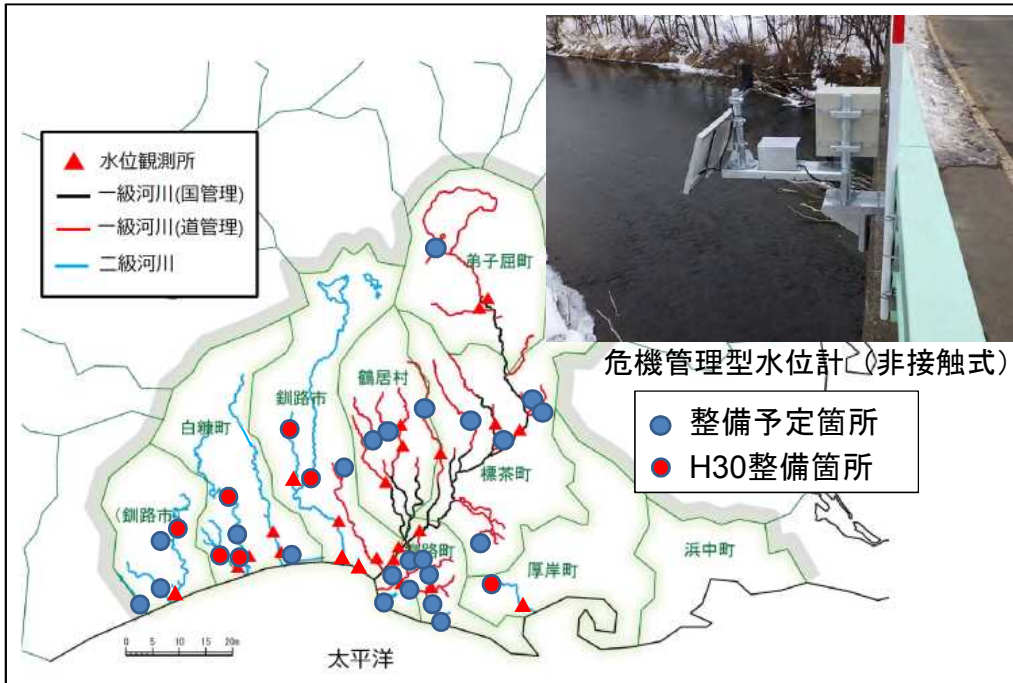 水位観測所
一級河川(国管理)
一級河川(道管理)
二級河川
危機管理型水位計（非接触式）
整備予定箇所
H30整備箇所
弟子屈町
鶴居村
釧路市
白糠町
標茶町
(釧路市)
釧路町
厚岸町
浜中町
0 5 10 15 20m
太平洋